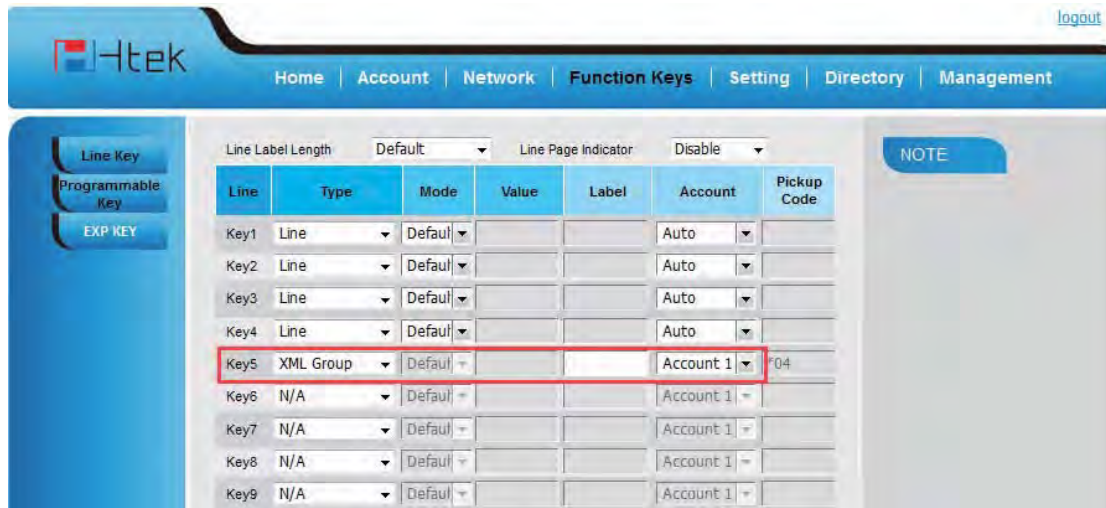 logout
Htek
Home | Account | Network | Function Keys | Setting | Directory | Management
Line Key
Programmable Key
EXP KEY
Line Label Length Default Line Page Indicator Disable
NOTE
Line Type Mode Value Label Account Pickup Code
Key1 Line Defaul Auto
Key2 Line Defaul Auto
Key3 Line Defaul Auto
Key4 Line Defaul Auto
Key5 XML Group Defaul Account 1 *04
Key6 N/A Defaul Account 1
Key7 N/A Defaul Account 1
Key8 N/A Defaul Account 1
Key9 N/A Defaul Account 1